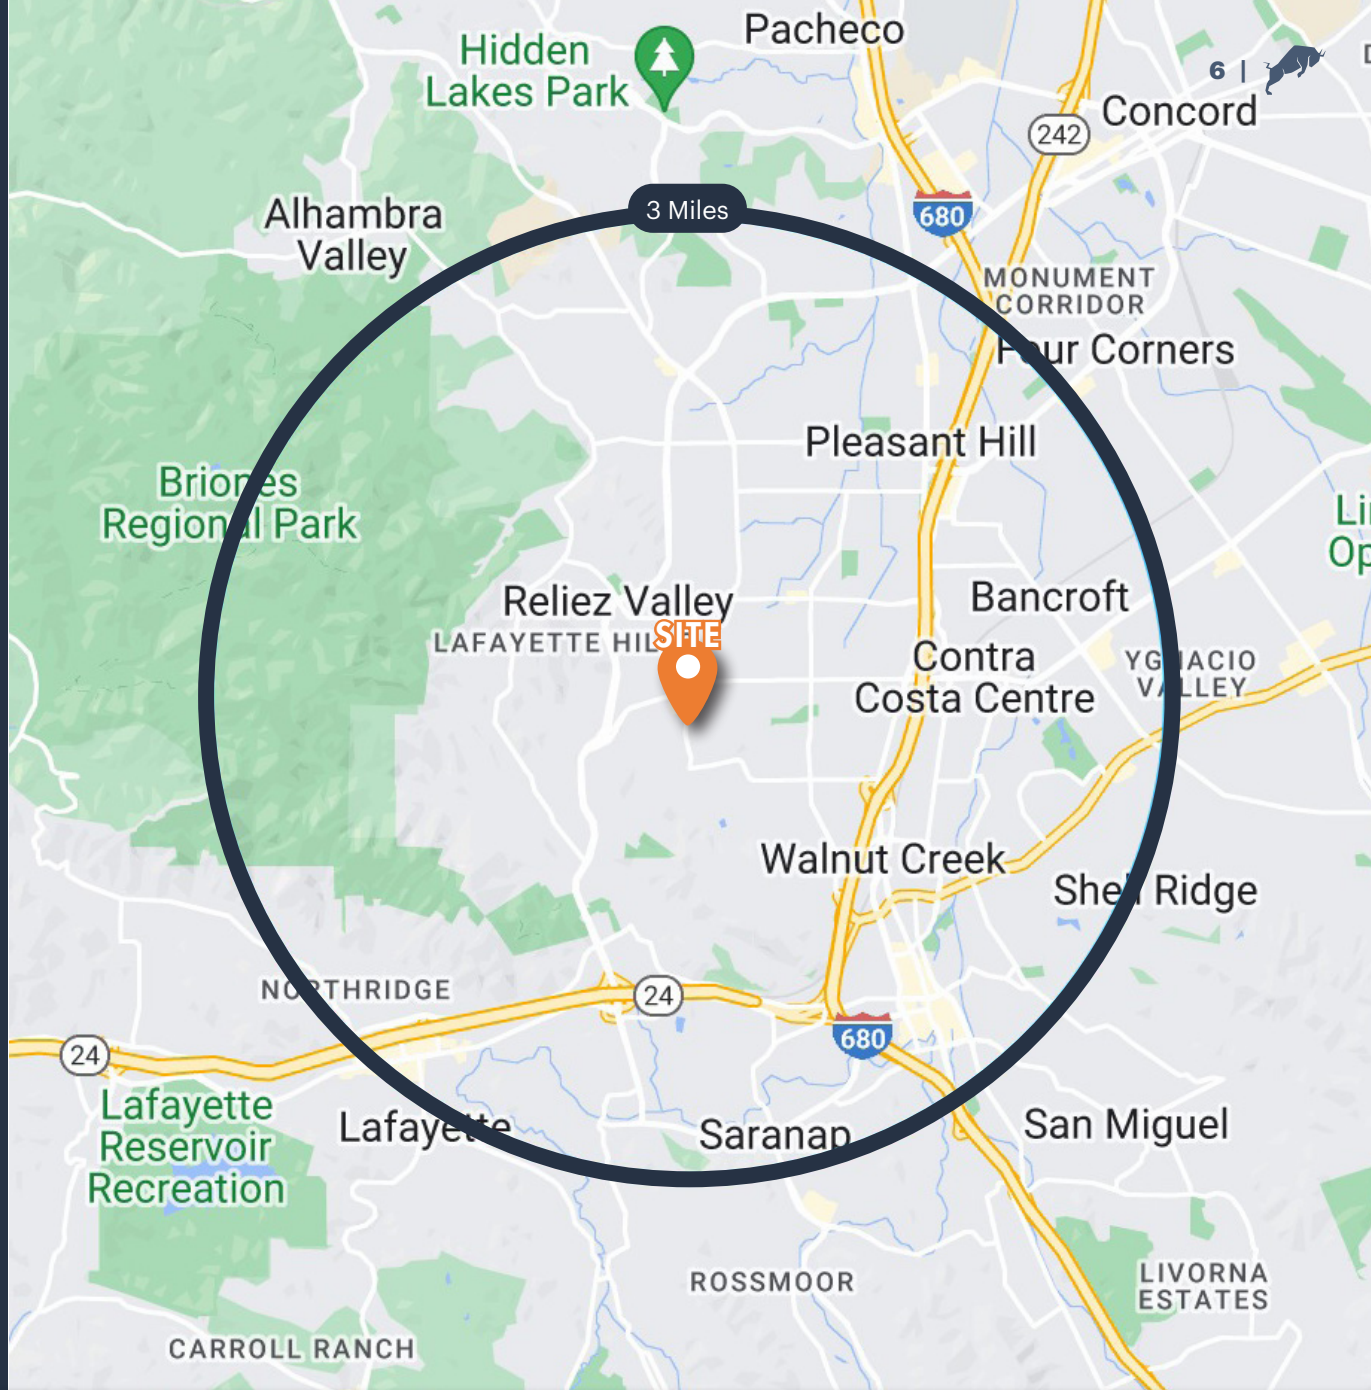 Pacheco
Hidden
Lakes Park
6 |
Concord
242
Alhambra
Valley
3 Miles
680
MONUMENT
CORRIDOR
Four Corners
Pleasant Hill
Briones
Regional Park
Reliez Valley
LAFAYETTE HIL
SITE
Bancroft
Contra
Costa Centre
YGNACIO
VALLEY
Walnut Creek
Shell Ridge
NORTHRIDGE
24
680
24
Lafayette
Reservoir
Recreation
Lafayette
Saranap
San Miguel
ROSSMOOR
LIVORNA
ESTATES
CARROLL RANCH